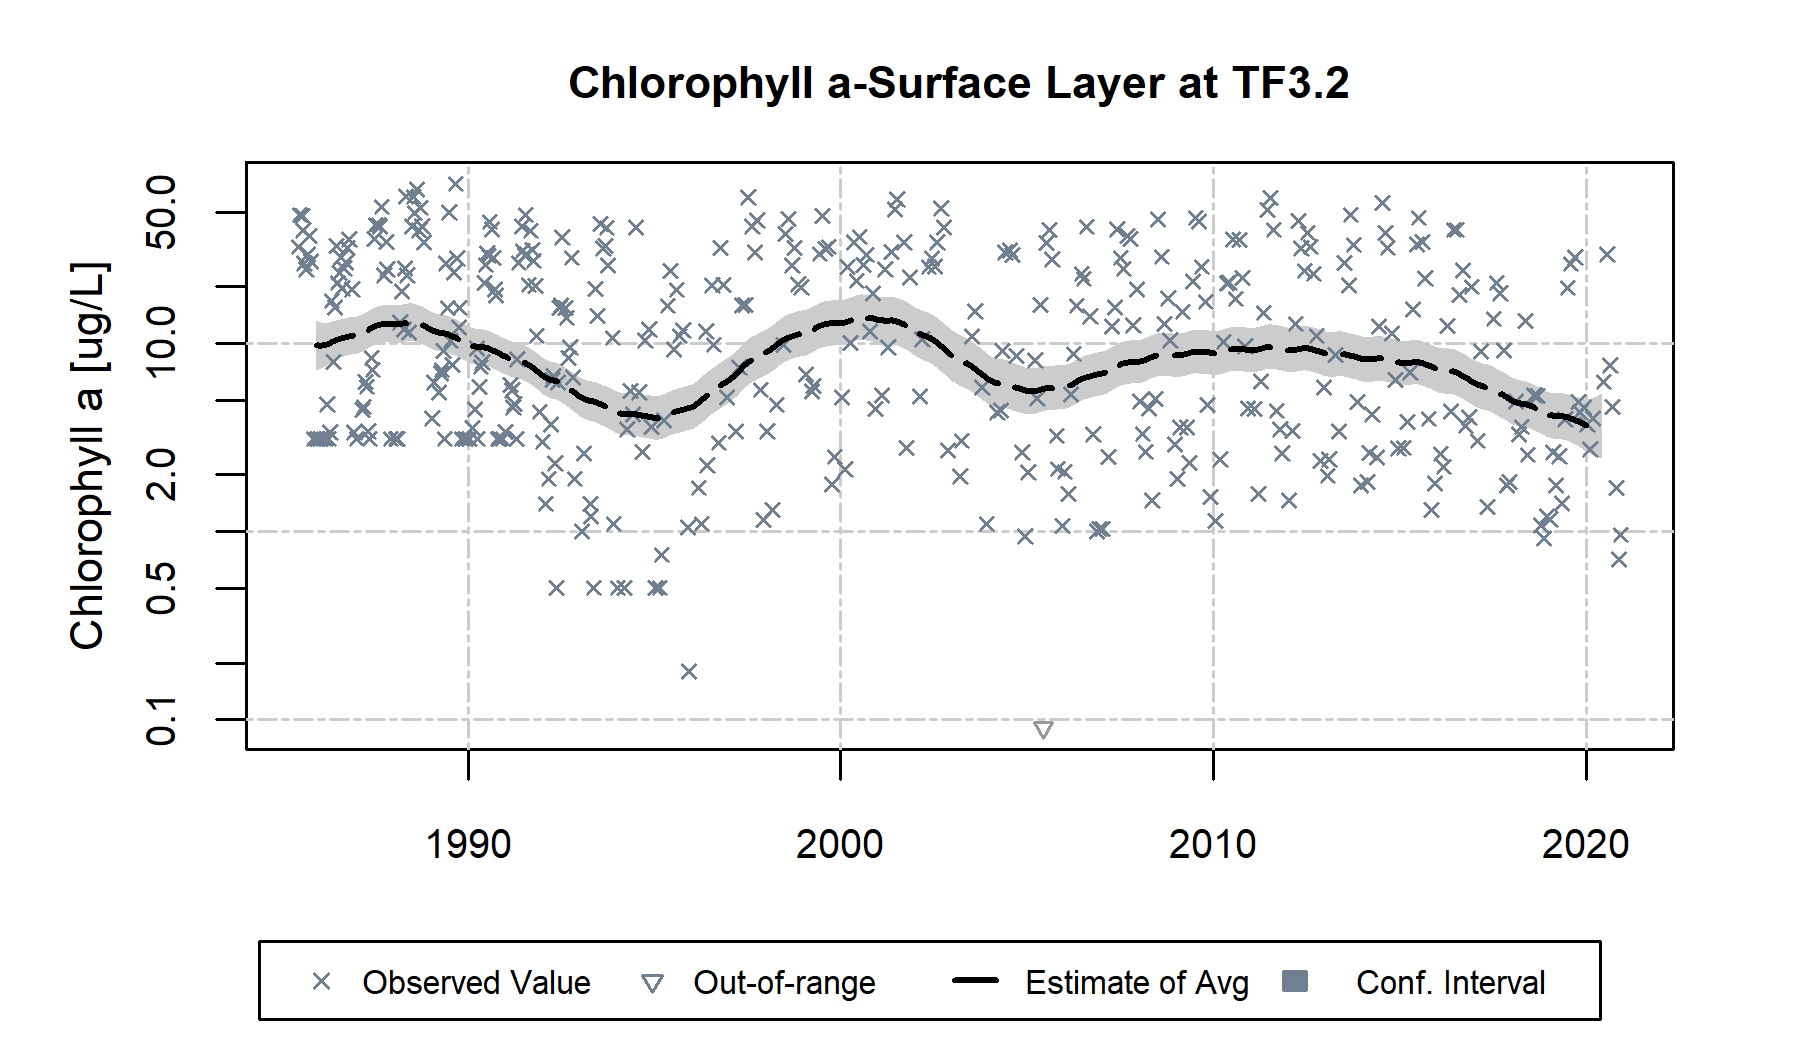 Chlorophyll a-Surface Layer at TF3.2
Chlorophyll a [ug/L]
50.0
10.0
2.0
0.5
0.1
1990 2000 2010 2020
Observed Value Out-of-range Estimate of Avg Conf. Interval